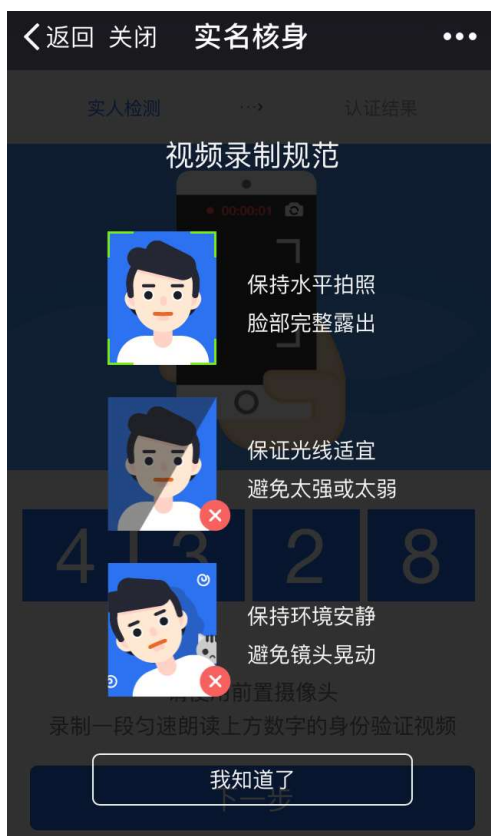 返回 关闭 实名核身
实人检测 认证结果
视频录制规范
00:00:01
保持水平拍照
脸部完整露出
保证光线适宜
避免太强或太弱
4 3 2 8
保持环境安静
避免镜头晃动
请使用前置摄像头
录制一段匀速朗读上方数字的身份验证视频
我知道了
下一步